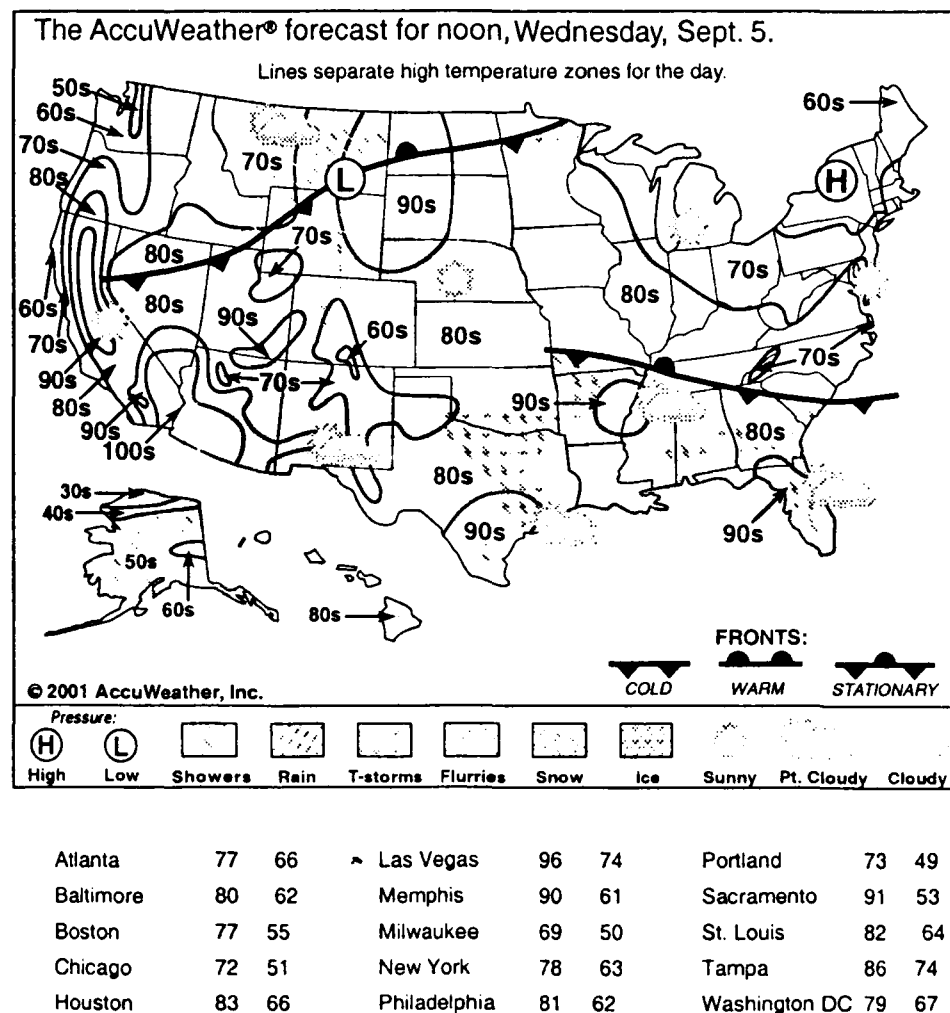 The AccuWeather® forecast for noon, Wednesday, Sept. 5.
Lines separate high temperature zones for the day.
50s
60s
70s
80s
60s
70s
90s
80s
90s
100s
70s
L
90s
70s
80s
80s
90s
70s
60s
80s
80s
90s
60s
H
70s
80s
70s
90s
80s
90s
30s
40s
50s
60s
80s
FRONTS:
COLD WARM STATIONARY
© 2001 AccuWeather, Inc.
Pressure:
H L
High Low Showers Rain T-storms Flurries Snow Ice Sunny Pt. Cloudy Cloudy
Atlanta 77 66 Las Vegas 96 74 Portland 73 49
Baltimore 80 62 Memphis 90 61 Sacramento 91 53
Boston 77 55 Milwaukee 69 50 St. Louis 82 64
Chicago 72 51 New York 78 63 Tampa 86 74
Houston 83 66 Philadelphia 81 62 Washington DC 79 67